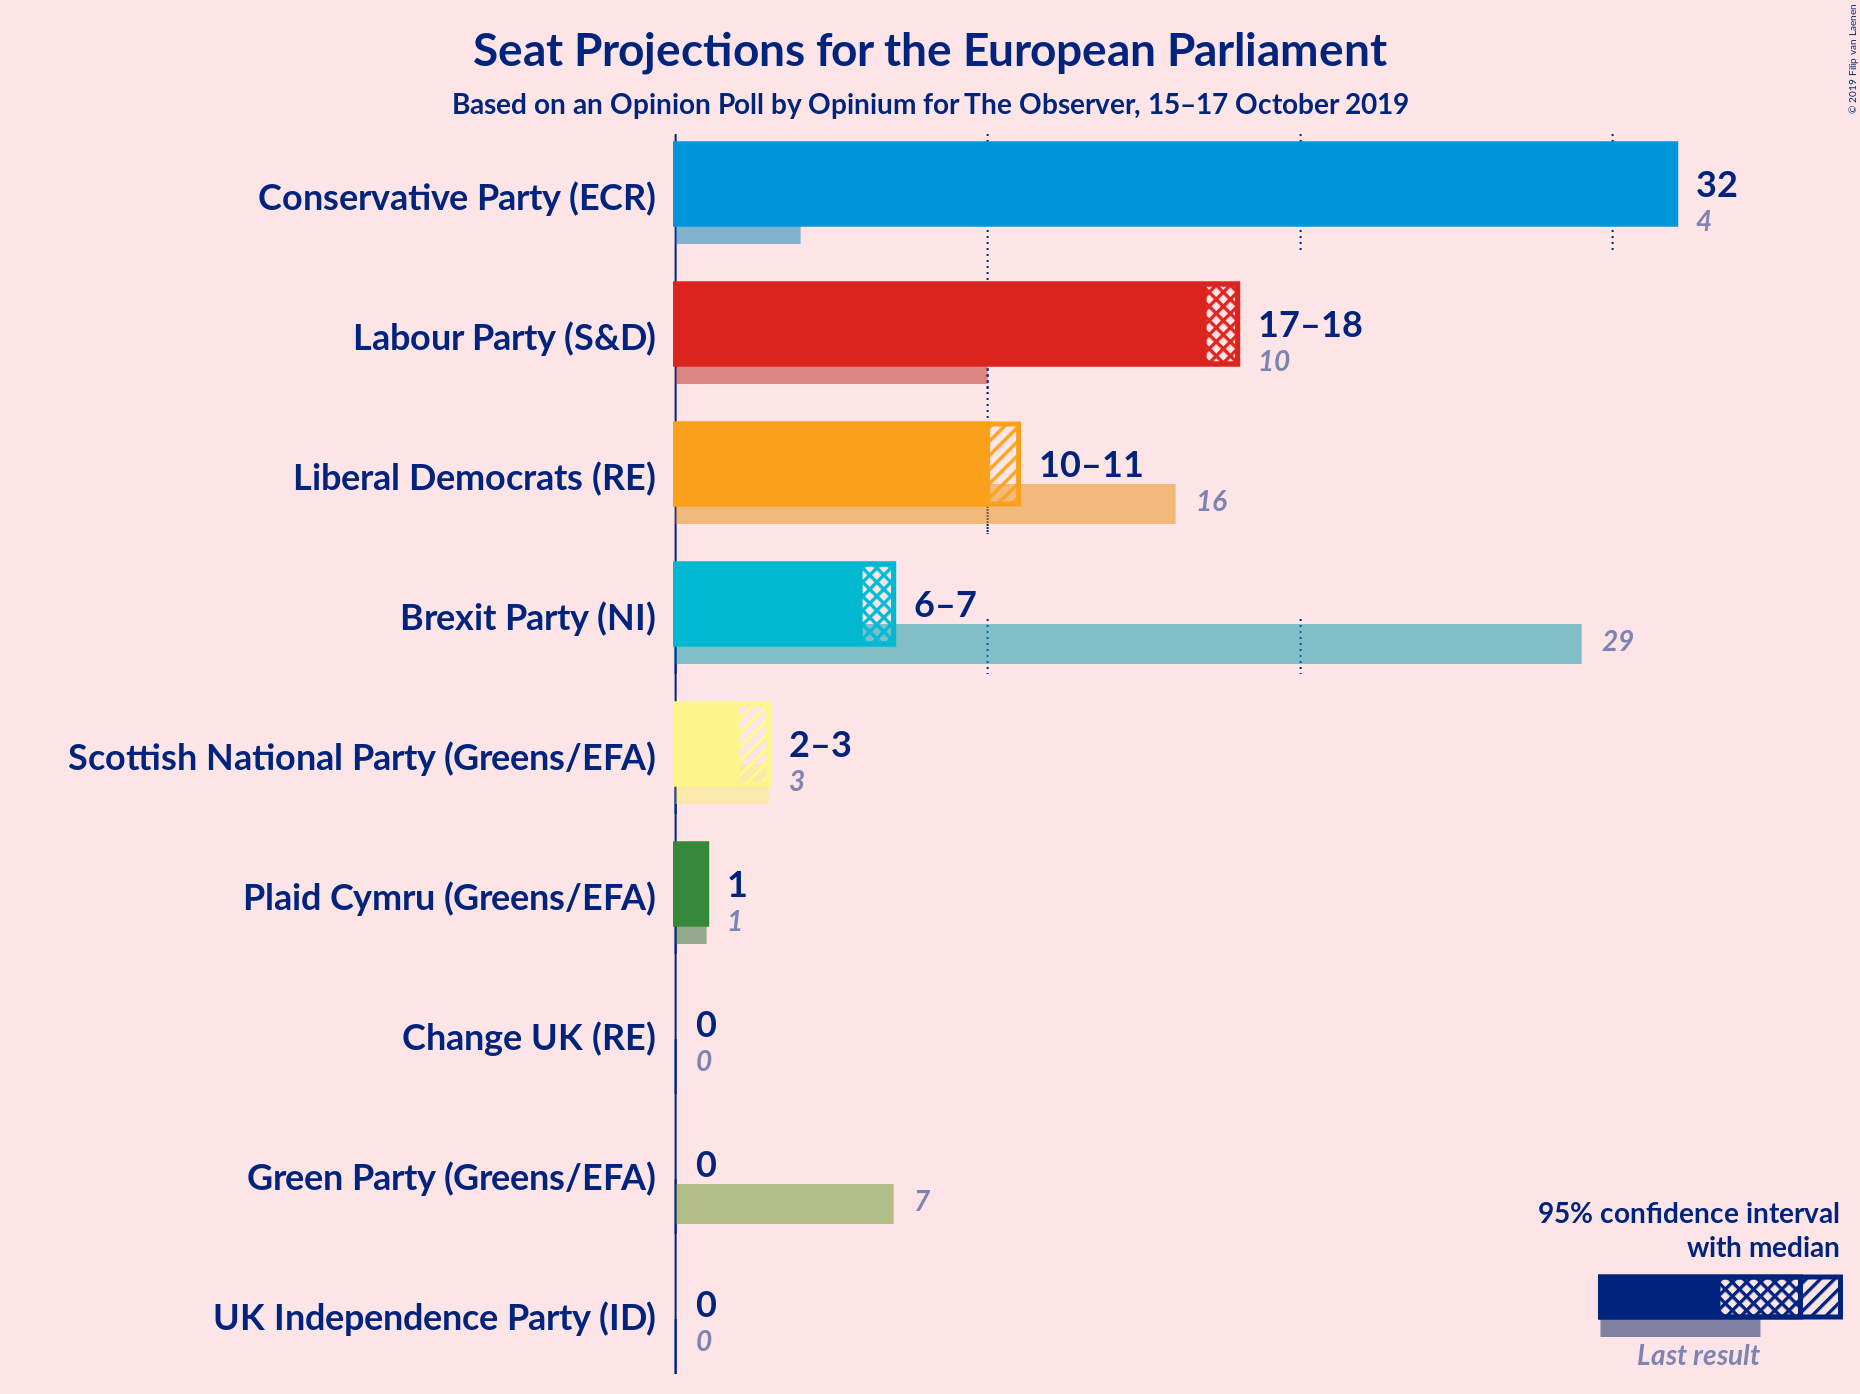 Seat Projections for the European Parliament
Based on an Opinion Poll by Opinium for The Observer, 15–17 October 2019
© 2019 Filip van Laenen
Conservative Party (ECR)
32
4
Labour Party (S&D)
17–18
10
Liberal Democrats (RE)
10–11
16
Brexit Party (NI)
6–7
29
Scottish National Party (Greens/EFA)
2–3
3
Plaid Cymru (Greens/EFA)
1
1
Change UK (RE)
0
0
Green Party (Greens/EFA)
0
7
UK Independence Party (ID)
0
0
95% confidence interval
with median
Last result